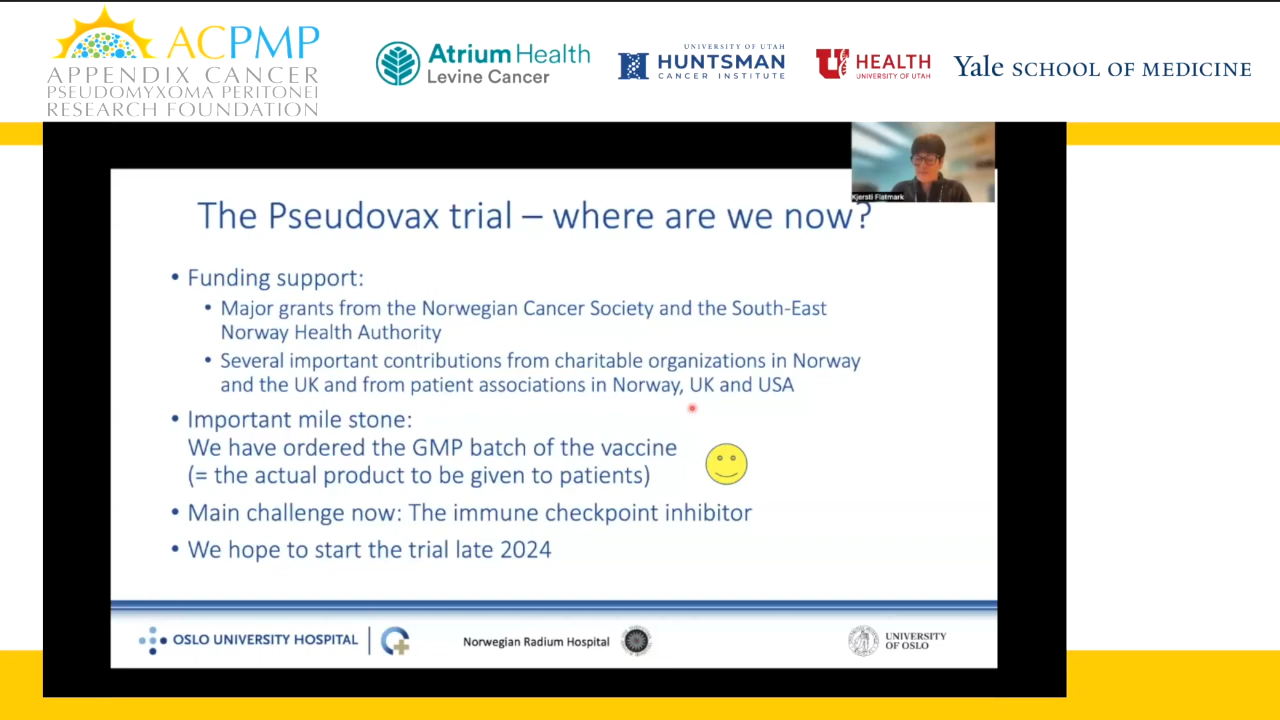 ACPMP
APPENDIX CANCER
PSEUDOMYXOMA PERITONEI
RESEARCH FOUNDATION
Atrium Health
Levine Cancer
UNIVERSITY OF UTAH
HUNTSMAN
CANCER INSTITUTE
U
HEALTH
UNIVERSITY OF UTAH
Yale SCHOOL OF MEDICINE
Kjersti Flatmark
The Pseudovax trial – where are we now?
• Funding support:
• Major grants from the Norwegian Cancer Society and the South-East
Norway Health Authority
• Several important contributions from charitable organizations in Norway
and the UK and from patient associations in Norway, UK and USA
• Important mile stone:
We have ordered the GMP batch of the vaccine
(= the actual product to be given to patients)
• Main challenge now: The immune checkpoint inhibitor
• We hope to start the trial late 2024
OSLO UNIVERSITY HOSPITAL
Norwegian Radium Hospital
UNIVERSITY
OF OSLO